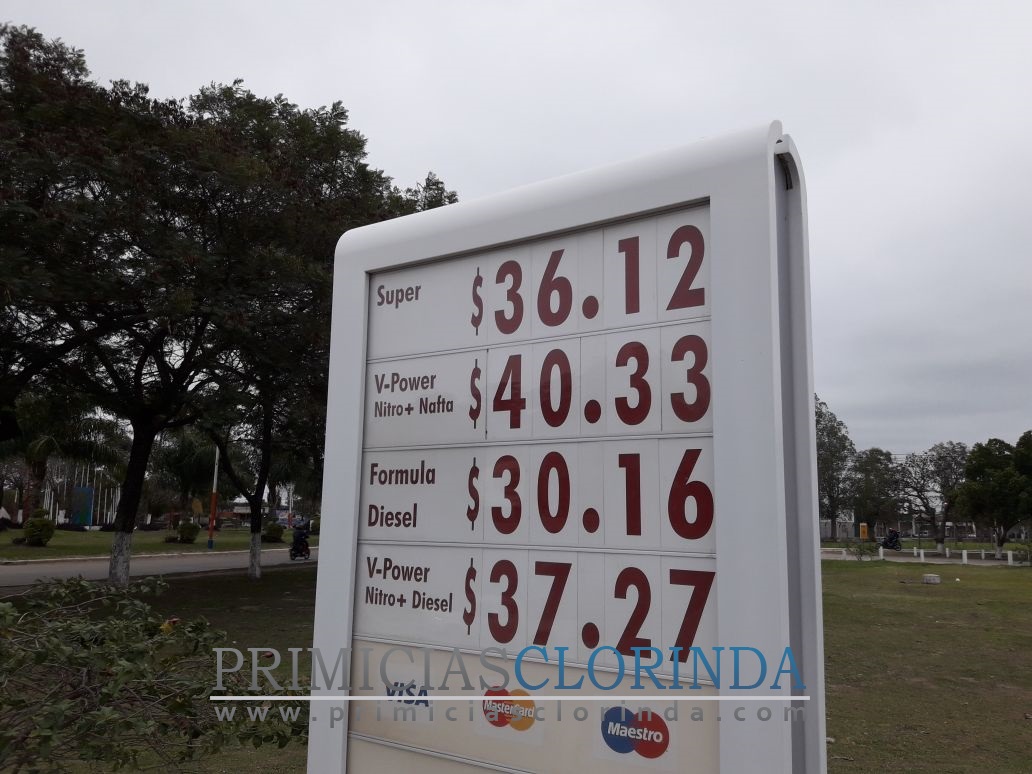 Super $36.12
V-Power $40.33
Nitro+ Nafta
Formula $30.16
Diesel
V-Power $37.27
Nitro+ Diesel
PRIMICIASCLORINDA
VISA MasterCard Maestro
www.primiciasclorinda.com